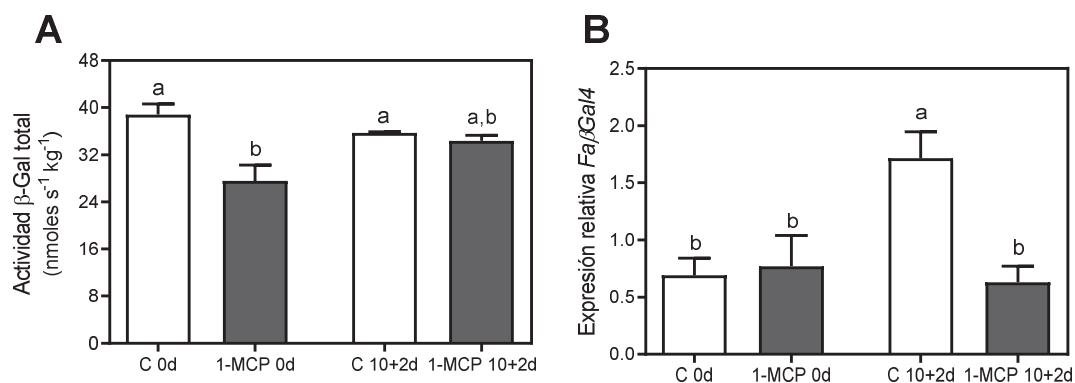 A
Actividad β-Gal total
(nmoles s⁻¹ kg⁻¹)
48
40
32
24
16
8
0
a
b
a
a,b
C 0d
1-MCP 0d
C 10+2d
1-MCP 10+2d
B
Expresión relativa FaβGal4
2.5
2.0
1.5
1.0
0.5
0.0
b
b
a
b
C 0d
1-MCP 0d
C 10+2d
1-MCP 10+2d